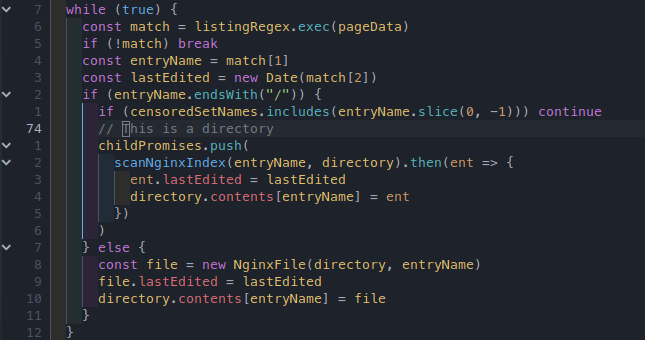 7 while (true) {
6 const match = listingRegex.exec(pageData)
5 if (!match) break
4 const entryName = match[1]
3 const lastEdited = new Date(match[2])
2 if (entryName.endsWith("/")) {
1 if (censoredSetNames.includes(entryName.slice(0, -1))) continue
74 // This is a directory
1 childPromises.push(
2 scanNginxIndex(entryName, directory).then(ent => {
3 ent.lastEdited = lastEdited
4 directory.contents[entryName] = ent
5 })
6 )
7 } else {
8 const file = new NginxFile(directory, entryName)
9 file.lastEdited = lastEdited
10 directory.contents[entryName] = file
11 }
12 }